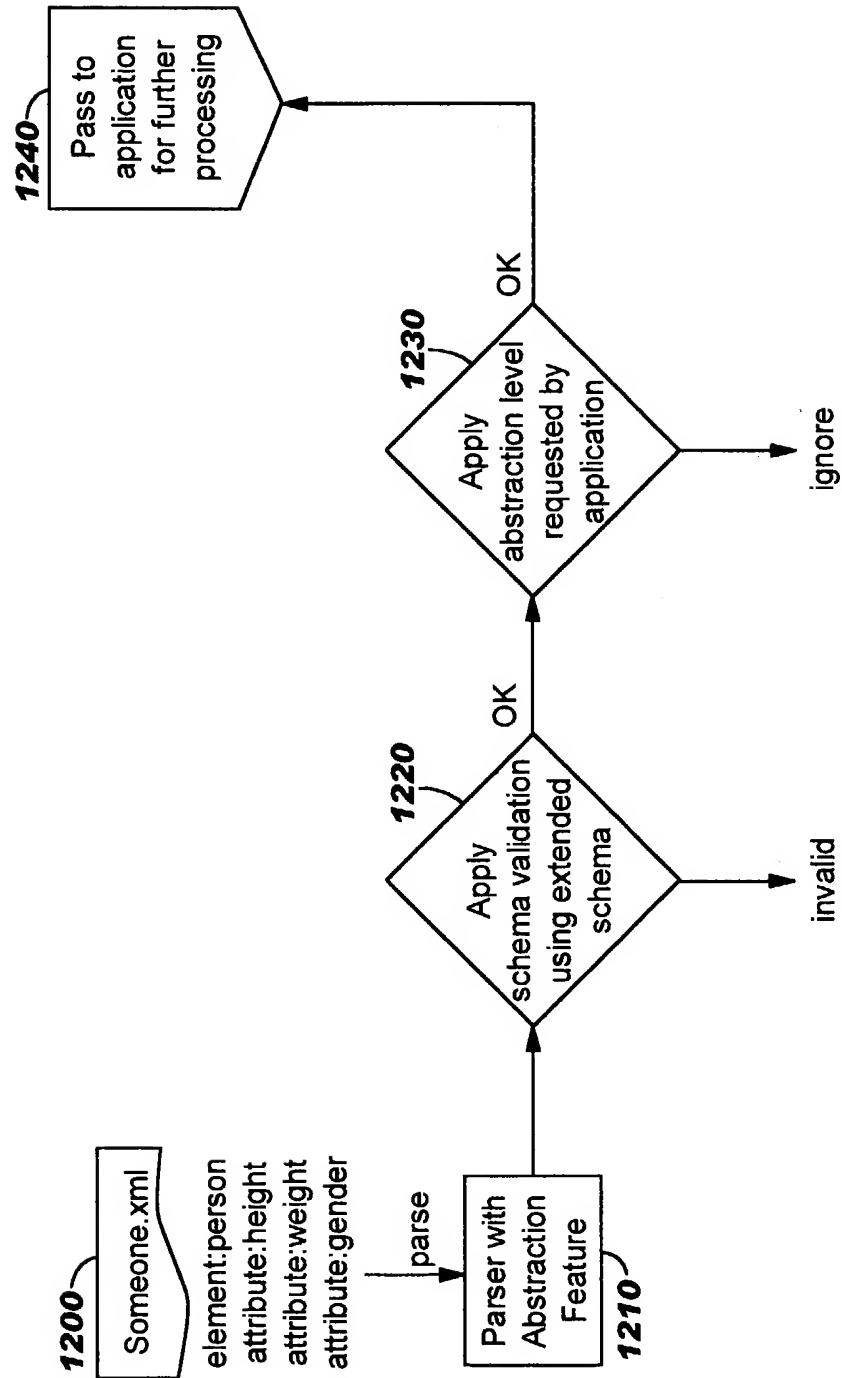 1200
Someone.xml
element:person
attribute:height
attribute:weight
attribute:gender
parse
Parser with
Abstraction
Feature
1210
1220
Apply
schema validation
using extended
schema
invalid
OK
1230
Apply
abstraction level
requested by
application
ignore
OK
1240
Pass to
application
for further
processing